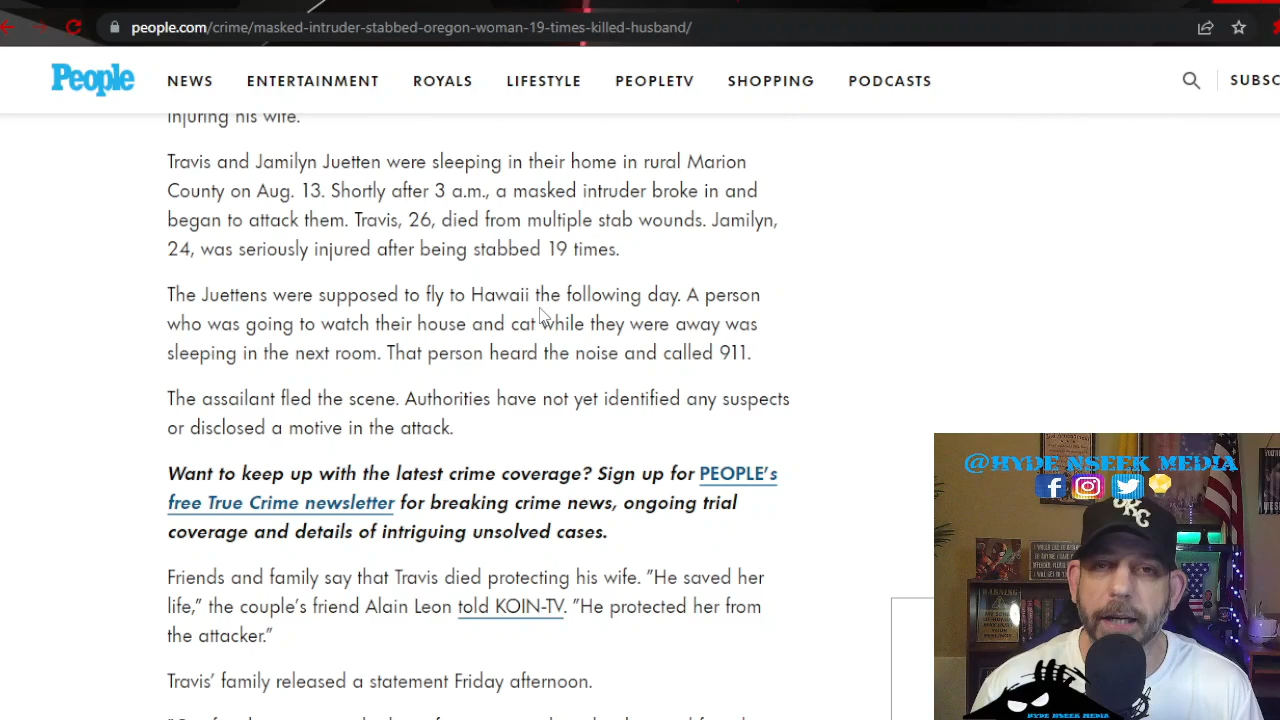 people.com/crime/masked-intruder-stabbed-oregon-woman-19-times-killed-husband/
People NEWS ENTERTAINMENT ROYALS LIFESTYLE PEOPLETV SHOPPING PODCASTS SUBSC
injuring his wife.
Travis and Jamilyn Juetten were sleeping in their home in rural Marion
County on Aug. 13. Shortly after 3 a.m., a masked intruder broke in and
began to attack them. Travis, 26, died from multiple stab wounds. Jamilyn,
24, was seriously injured after being stabbed 19 times.
The Juettens were supposed to fly to Hawaii the following day. A person
who was going to watch their house and cat while they were away was
sleeping in the next room. That person heard the noise and called 911.
The assailant fled the scene. Authorities have not yet identified any suspects
or disclosed a motive in the attack.
Want to keep up with the latest crime coverage? Sign up for PEOPLE's
free True Crime newsletter for breaking crime news, ongoing trial
coverage and details of intriguing unsolved cases.
Friends and family say that Travis died protecting his wife. "He saved her
life," the couple's friend Alain Leon told KOIN-TV. "He protected her from
the attacker."
Travis' family released a statement Friday afternoon.
@HYDE NSEEK MEDIA
WARNING
HYDE NSEEK MEDIA